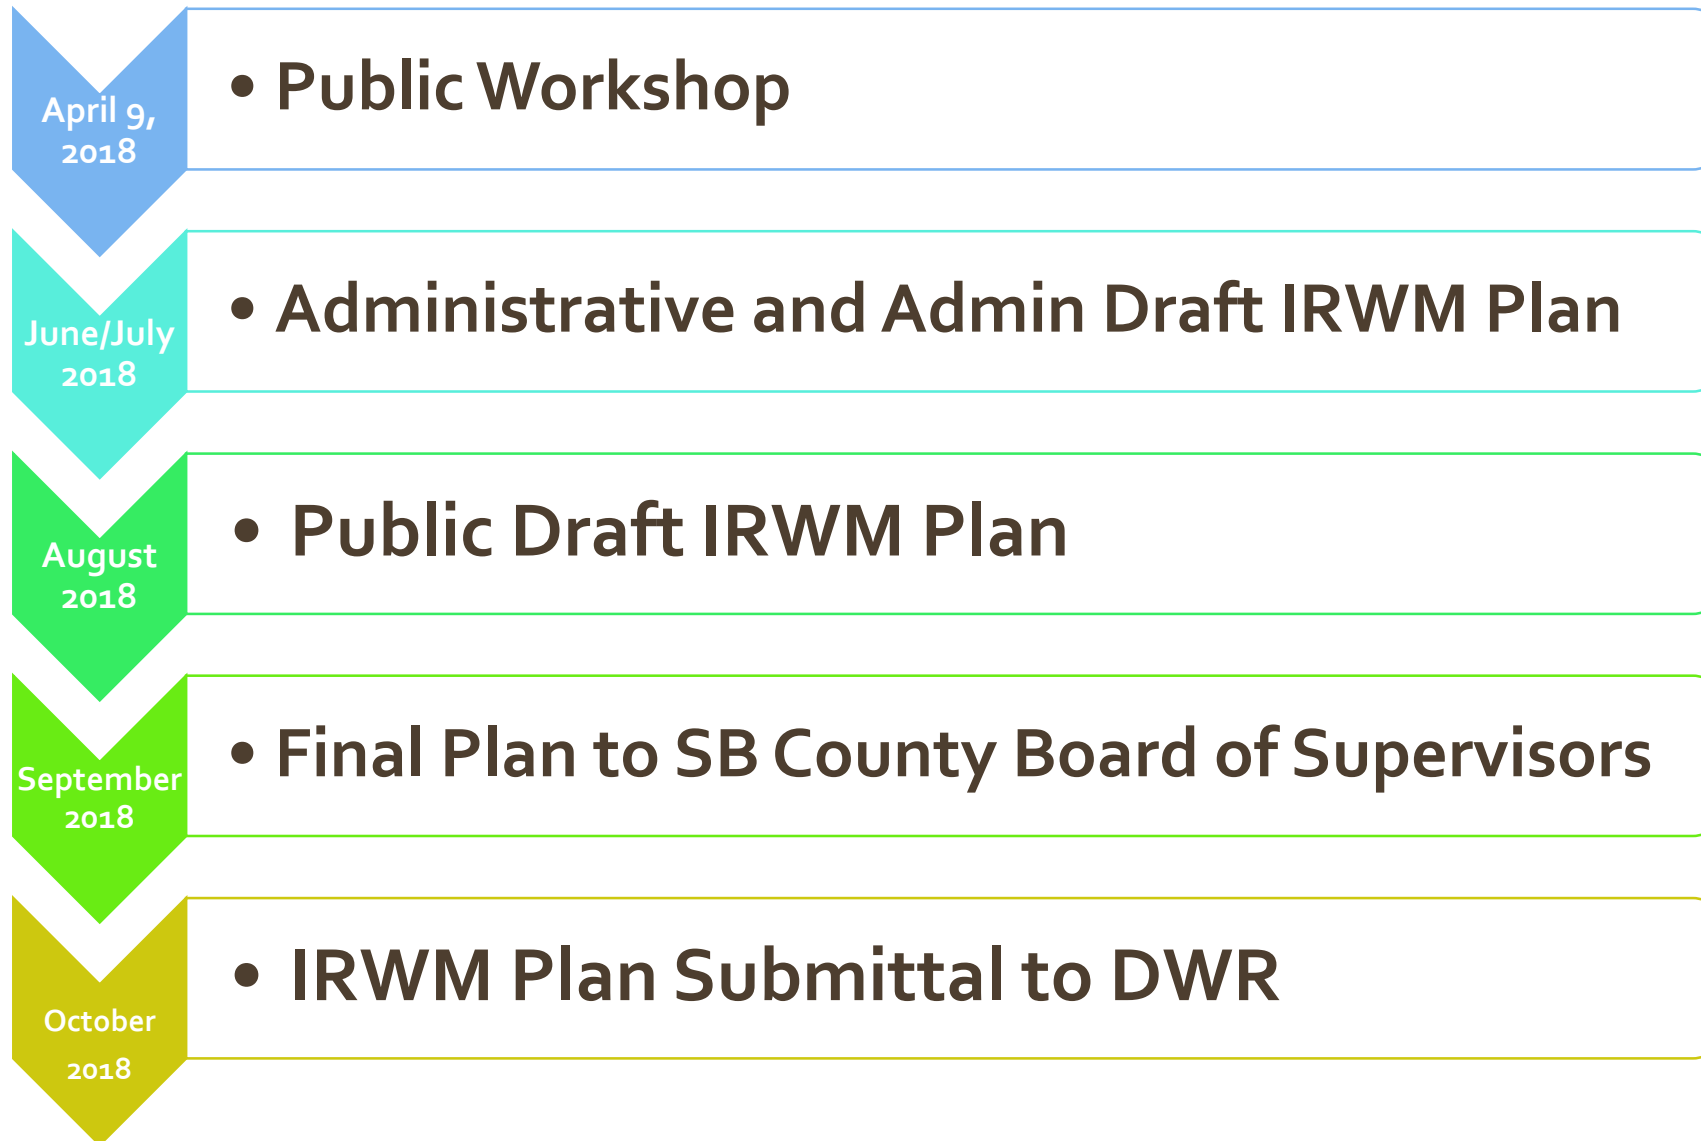 April 9,
2018
• Public Workshop
June/July
2018
• Administrative and Admin Draft IRWM Plan
August
2018
• Public Draft IRWM Plan
September
2018
• Final Plan to SB County Board of Supervisors
October
2018
• IRWM Plan Submittal to DWR